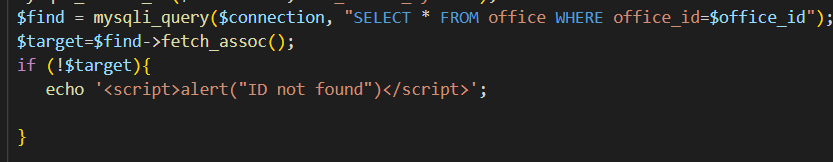 $find = mysqli_query($connection, "SELECT * FROM office WHERE office_id=$office_id");
$target=$find->fetch_assoc();
if (!$target){
echo '<script>alert("ID not found")</script>';
}